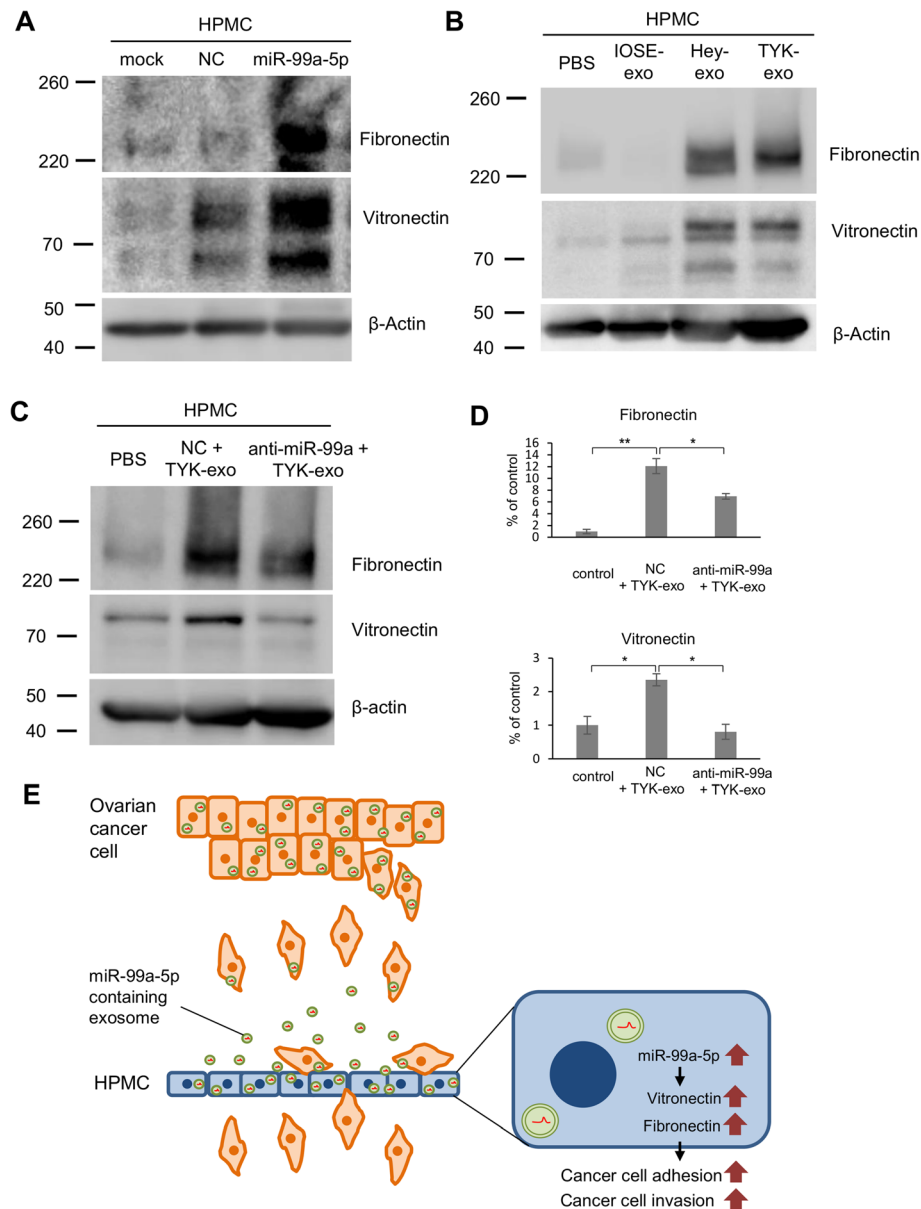 A
HPMC
mock NC miR-99a-5p
260
220
Fibronectin
70
Vitronectin
50
40
β-Actin
B
HPMC
PBS IOSE-exo Hey-exo TYK-exo
260
220
Fibronectin
70
Vitronectin
50
40
β-Actin
C
HPMC
PBS NC + TYK-exo anti-miR-99a + TYK-exo
260
220
Fibronectin
70
Vitronectin
50
40
β-actin
D
Fibronectin
% of control
16
14
12
10
8
6
4
2
0
** *
control NC + TYK-exo anti-miR-99a + TYK-exo
Vitronectin
% of control
3
2
1
0
* *
control NC + TYK-exo anti-miR-99a + TYK-exo
E
Ovarian
cancer
cell
miR-99a-5p
containing
exosome
HPMC
miR-99a-5p
Vitronectin
Fibronectin
Cancer cell adhesion
Cancer cell invasion